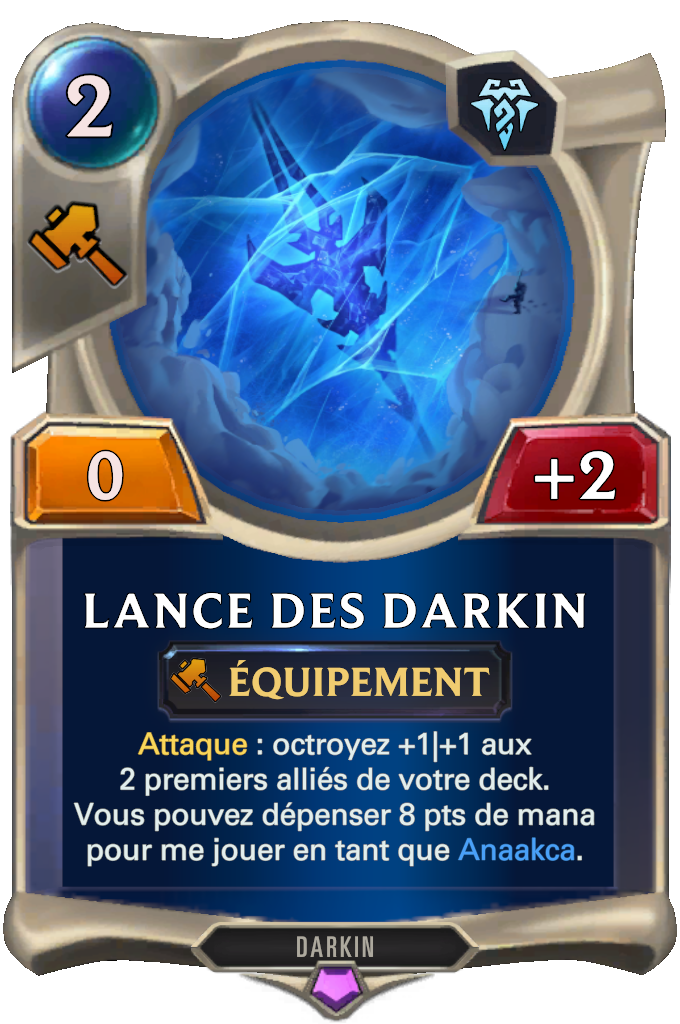 2
0
+2
LANCE DES DARKIN
ÉQUIPEMENT
Attaque : octroyez +1|+1 aux
2 premiers alliés de votre deck.
Vous pouvez dépenser 8 pts de mana
pour me jouer en tant que Anaakca.
DARKIN